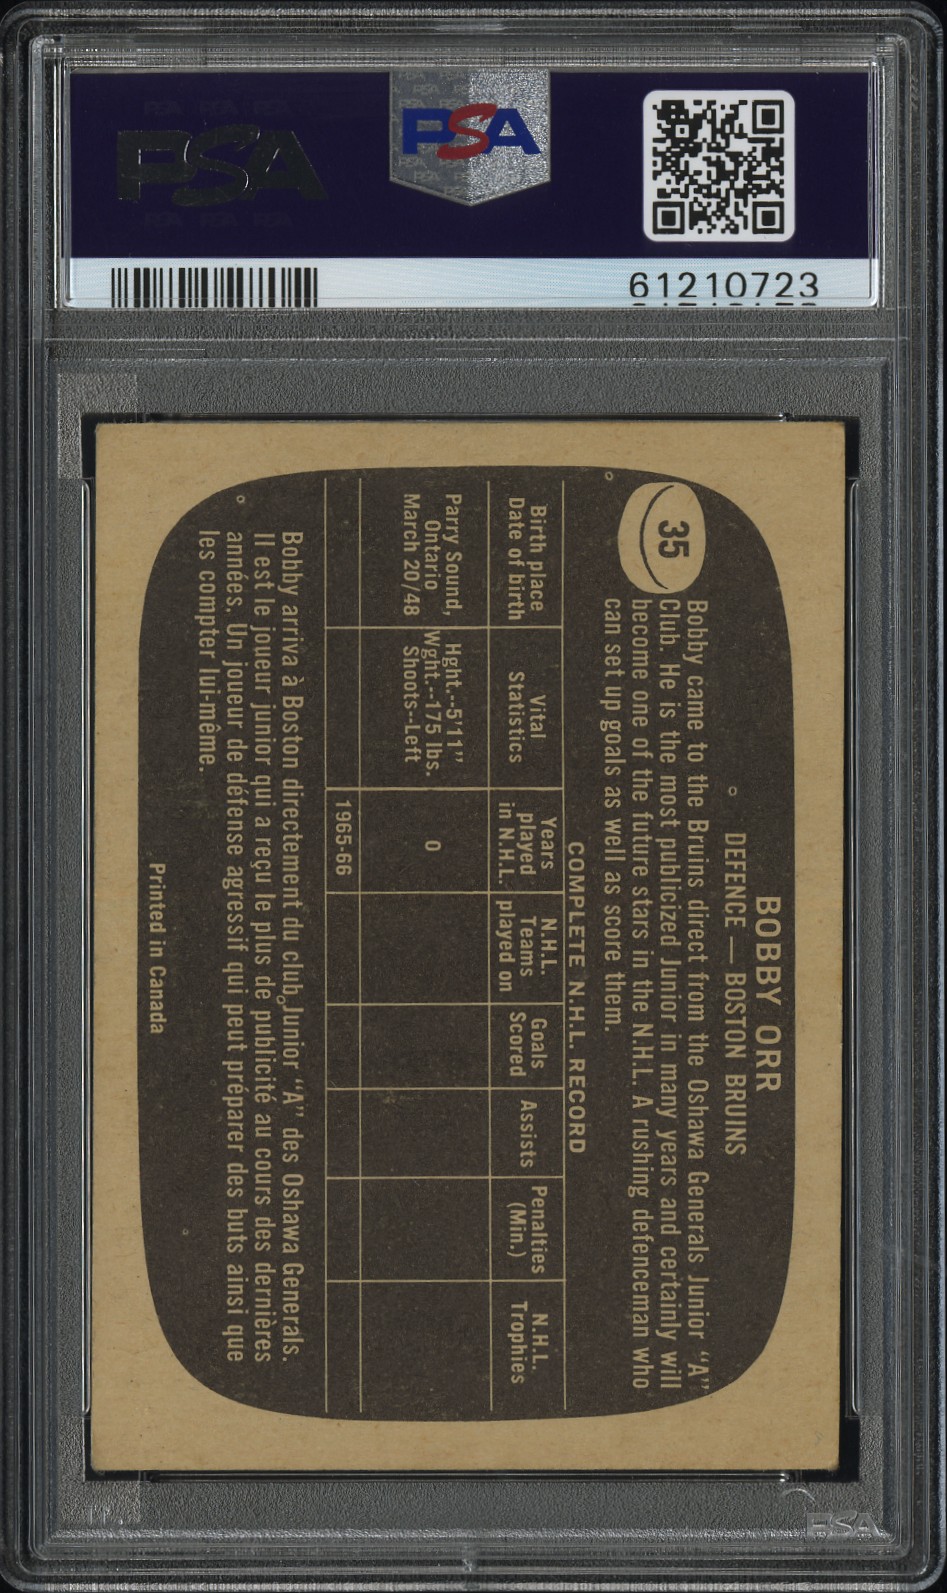 PSA
PSA
61210723
35
BOBBY ORR
DEFENCE — BOSTON BRUINS
Bobby came to the Bruins direct from the Oshawa Generals Junior "A"
Club. He is the most publicized Junior in many years and certainly will
become one of the future stars in the N.H.L. A rushing defenceman who
can set up goals as well as score them.
COMPLETE N.H.L. RECORD
Birth place
Date of birth
Vital
Statistics
Years
played
in N.H.L.
N.H.L.
Teams
played on
Goals
Scored
Assists
Penalties
(Min.)
N.H.L.
Trophies
Parry Sound,
Ontario
March 20/48
Hght.--5'11"
Wght.--175 lbs.
Shoots--Left
0
1965-66
Bobby arriva à Boston directement du club Junior "A" des Oshawa Generals.
Il est le joueur junior qui a reçu le plus de publicité au cours des dernières
années. Un joueur de défense agressif qui peut préparer des buts ainsi que
les compter lui-même.
Printed in Canada
PSA